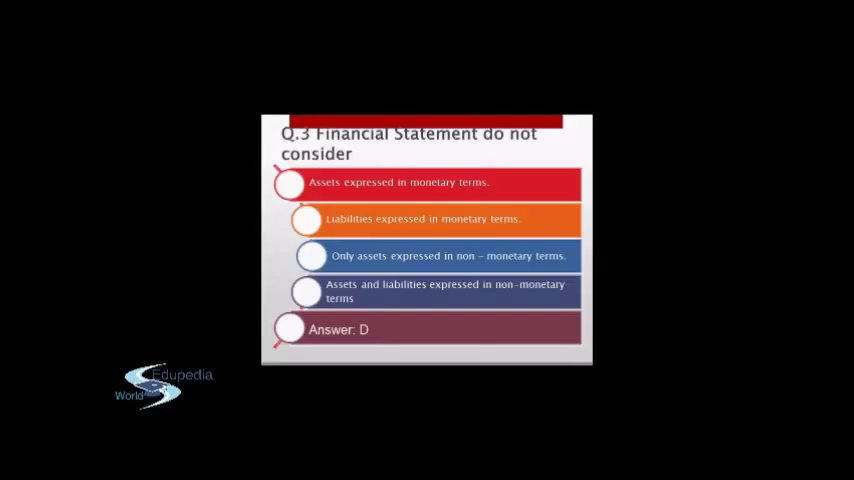 Q.3 Financial Statement do not
consider
Assets expressed in monetary terms.
Liabilities expressed in monetary terms.
Only assets expressed in non - monetary terms.
Assets and liabilities expressed in non-monetary
terms
Answer: D
Edupedia
World